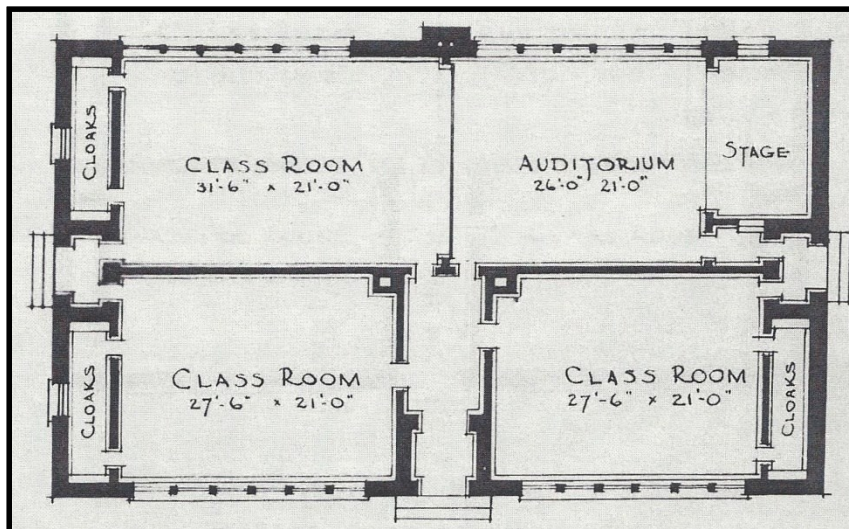 CLOAKS
CLASS ROOM
31'-6" x 21'-0"
AUDITORIUM
26'-0" 21'-0"
STAGE
CLOAKS
CLASS ROOM
27'-6" x 21'-0"
CLASS ROOM
27'-6" x 21'-0"
CLOAKS